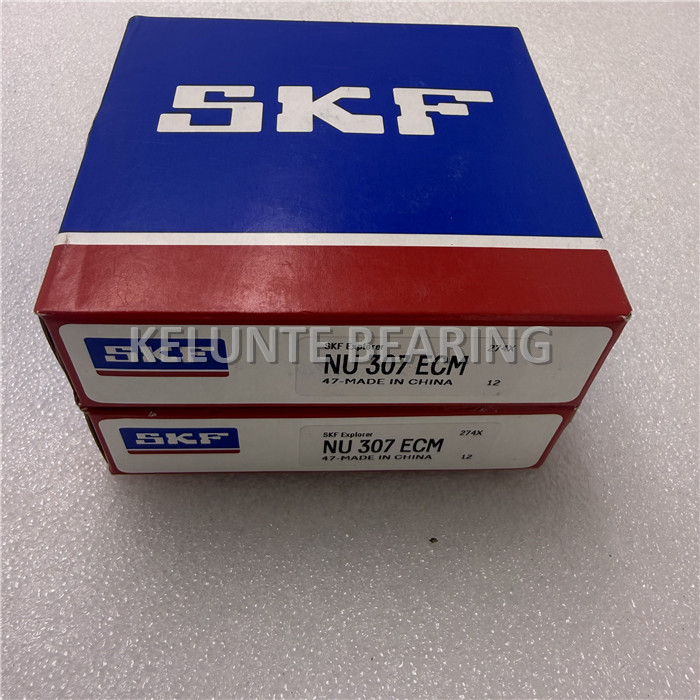 SKF
KELUNTE BEARING
SKF
SKF Explorer
274X
NU 307 ECM
47-MADE IN CHINA
12
SKF
SKF Explorer
274X
NU 307 ECM
47-MADE IN CHINA
12